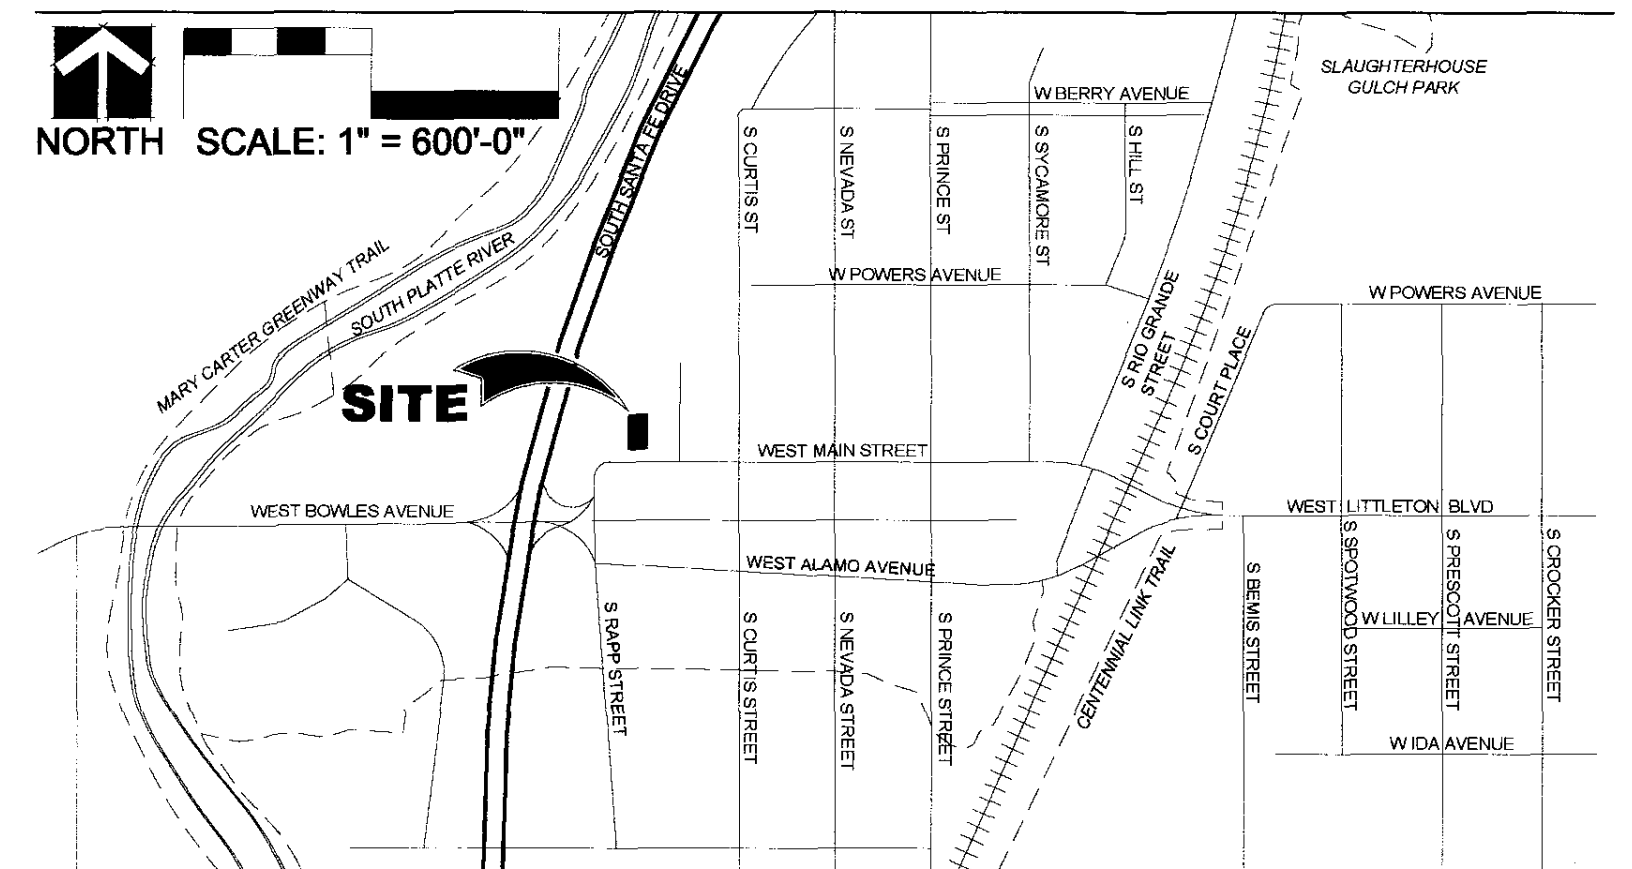 NORTH SCALE: 1" = 600'-0"
SLAUGHTERHOUSE
GULCH PARK
W BERRY AVENUE
SOUTH SANTA FE DRIVE
S CURTIS ST
S NEVADA ST
S PRINCE ST
S SYCAMORE ST
S HILL ST
MARY CARTER GREENWAY TRAIL
SOUTH PLATTE RIVER
W POWERS AVENUE
W POWERS AVENUE
S RIO GRANDE
STREET
S COURT PLACE
SITE
WEST MAIN STREET
WEST BOWLES AVENUE
WEST LITTLETON BLVD
WEST ALAMO AVENUE
S RAPP STREET
S CURTIS STREET
S NEVADA STREET
S PRINCE STREET
CENTENNIAL LINK TRAIL
S BEMIS STREET
S SPOTWOOD STREET
S PRESCOTT STREET
S CROCKER STREET
W LILLEY AVENUE
W IDA AVENUE